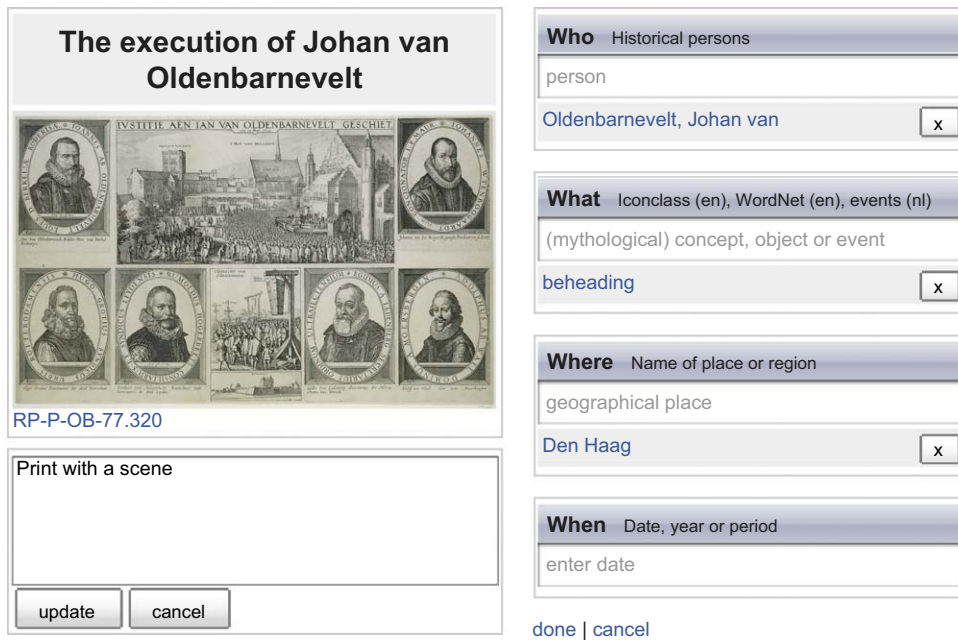 The execution of Johan van
Oldenbarnevelt
IVSTITIE AEN IAN VAN OLDENBARNEVELT GESCHIET
RP-P-OB-77.320
Print with a scene
update
cancel
Who Historical persons
person
Oldenbarnevelt, Johan van
x
What Iconclass (en), WordNet (en), events (nl)
(mythological) concept, object or event
beheading
x
Where Name of place or region
geographical place
Den Haag
x
When Date, year or period
enter date
done | cancel